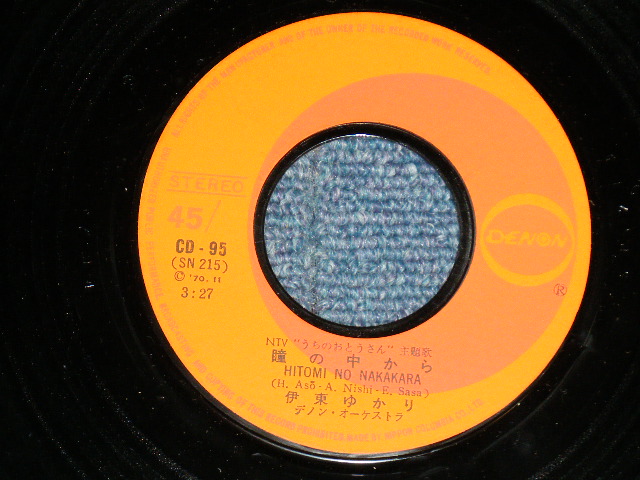 STEREO
45/
CD-95
(SN 215)
© '70. 11
3:27
DENON
®
NTV "うちのおとうさん" 主題歌
瞳の中から
HITOMI NO NAKAKARA
(H. Asō-A. Nishi-E. Sasa)
伊東ゆかり
デノン・オーケストラ